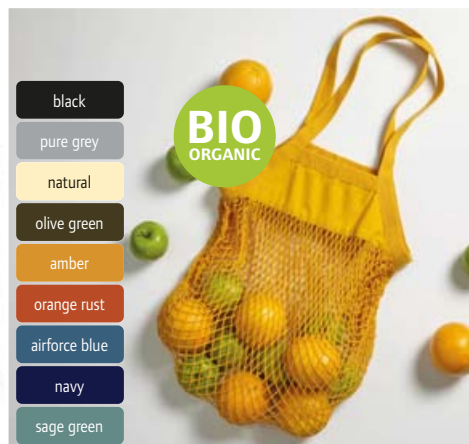 black
pure grey
natural
olive green
amber
orange rust
airforce blue
navy
sage green
BIO
ORGANIC